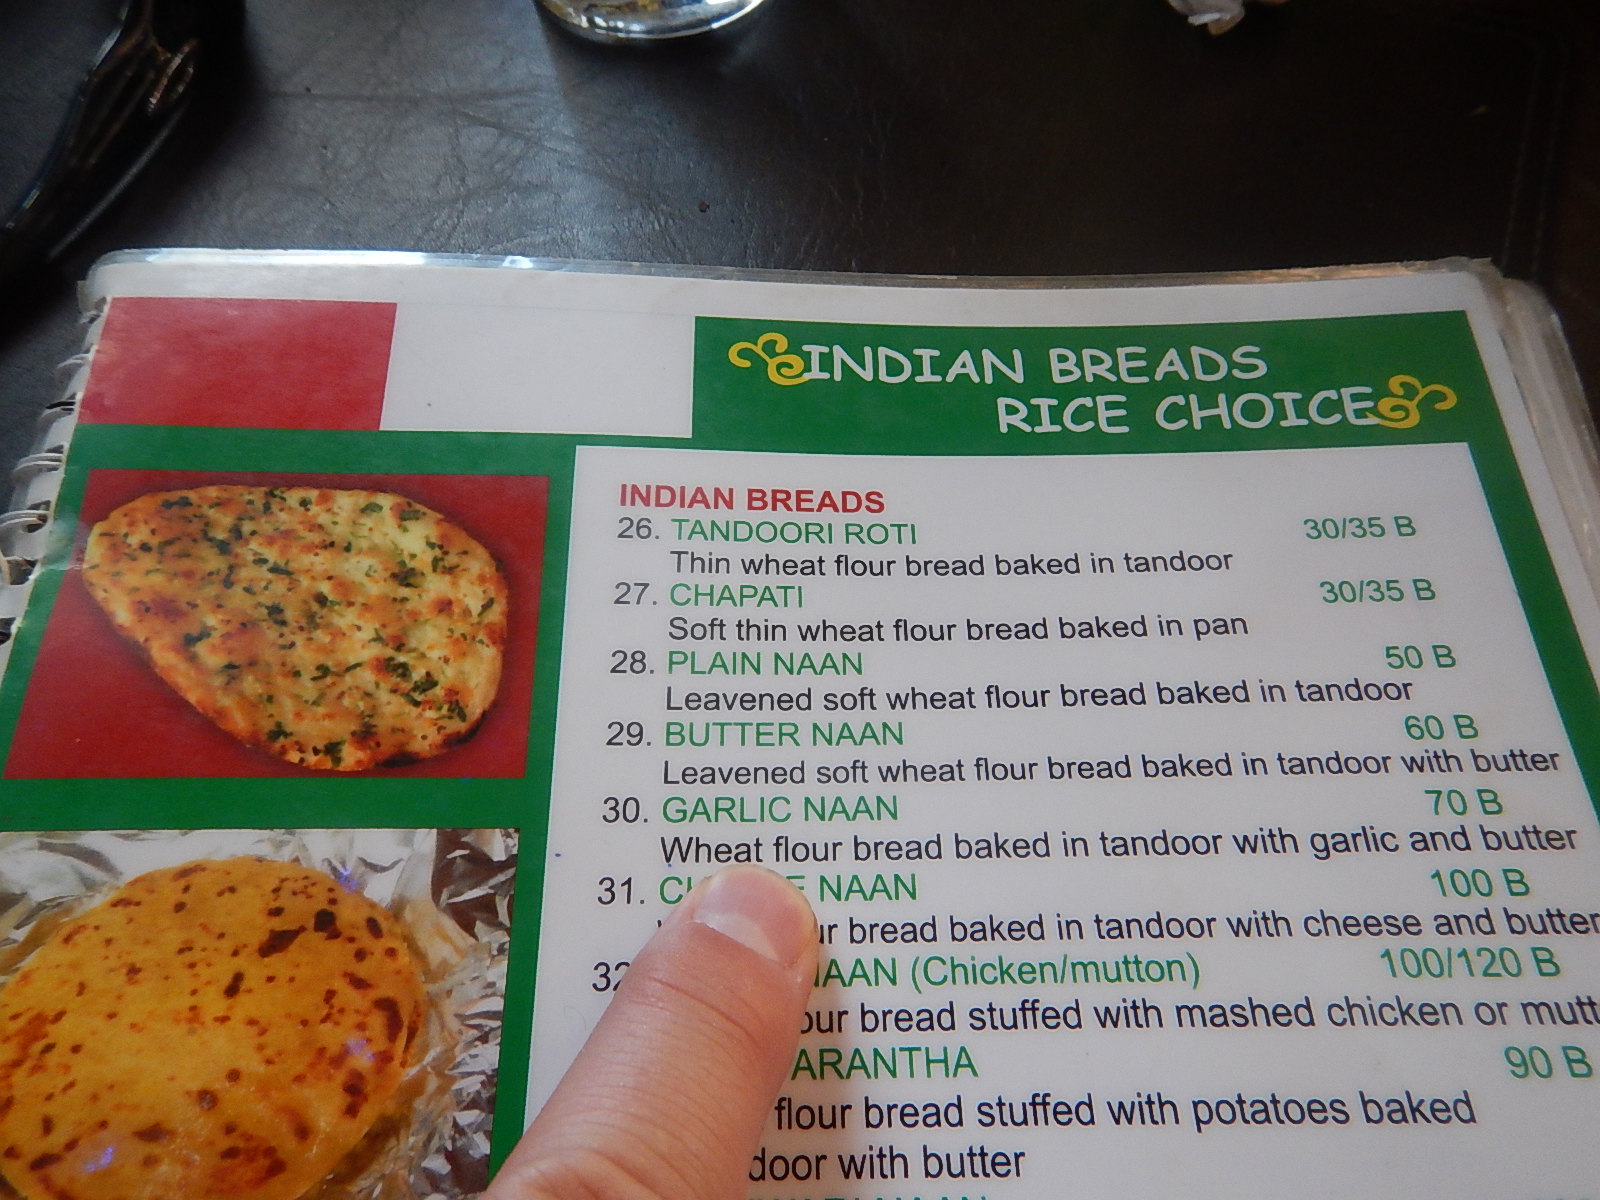 INDIAN BREADS
RICE CHOICE
INDIAN BREADS
26. TANDOORI ROTI 30/35 B
Thin wheat flour bread baked in tandoor
27. CHAPATI 30/35 B
Soft thin wheat flour bread baked in pan
28. PLAIN NAAN 50 B
Leavened soft wheat flour bread baked in tandoor
29. BUTTER NAAN 60 B
Leavened soft wheat flour bread baked in tandoor with butter
30. GARLIC NAAN 70 B
Wheat flour bread baked in tandoor with garlic and butter
31. NAAN 100 B
bread baked in tandoor with cheese and butter
32 NAAN (Chicken/mutton) 100/120 B
bread stuffed with mashed chicken or mutt
ARANTHA 90 B
flour bread stuffed with potatoes baked
door with butter